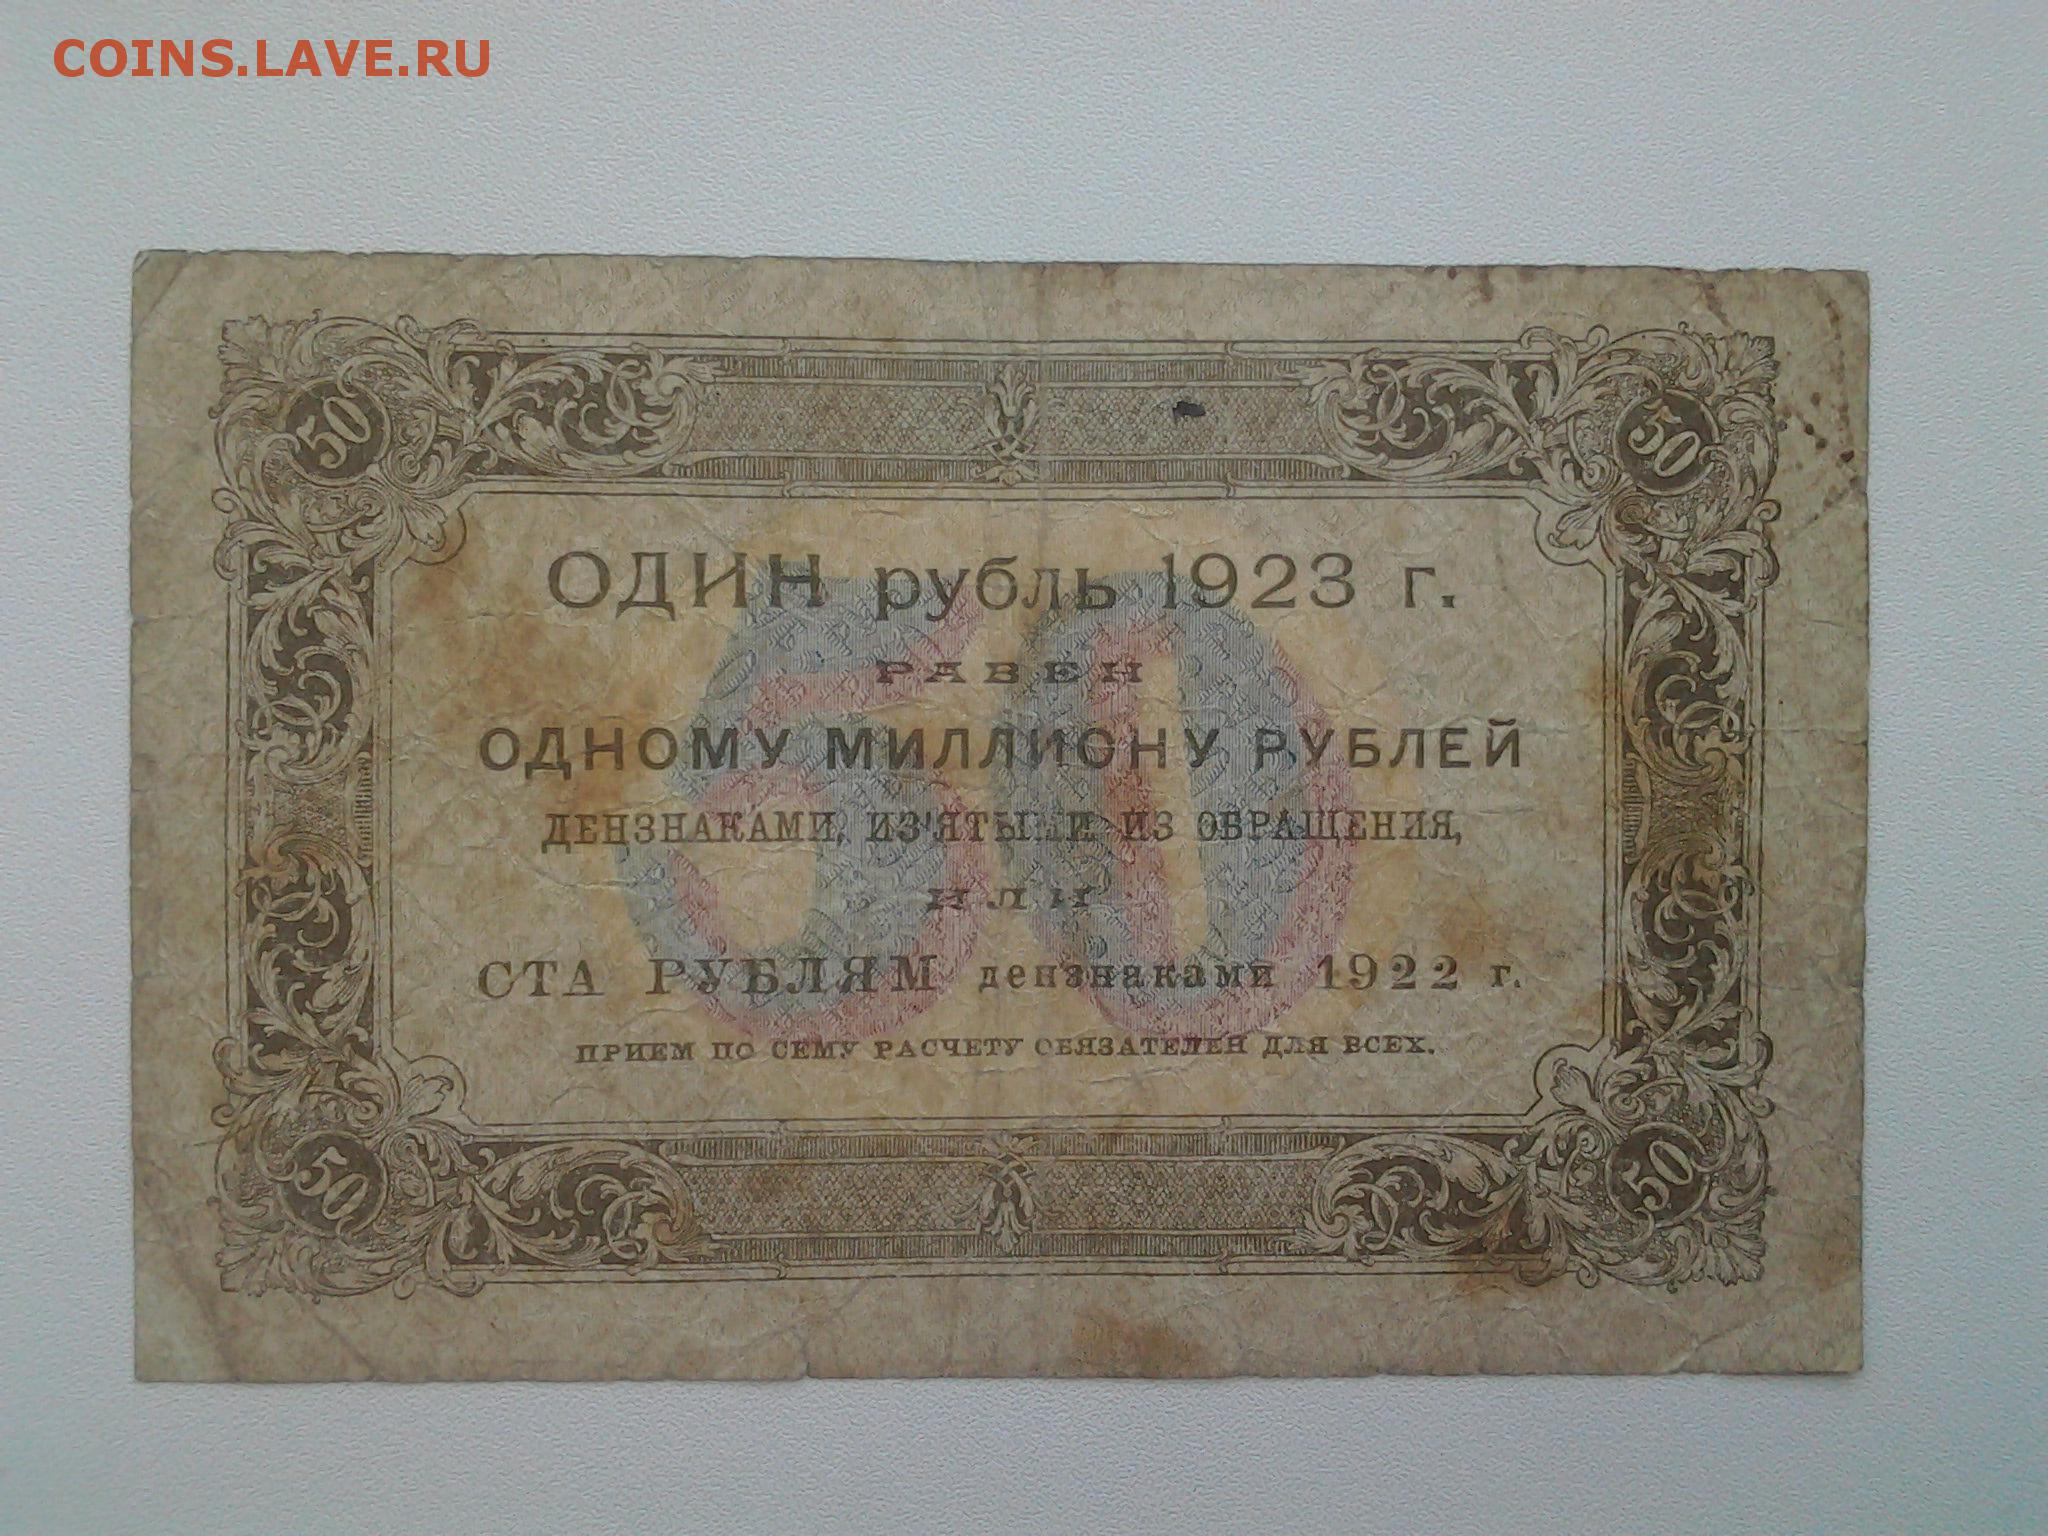 COINS.LAVE.RU
50
50
ОДИН рубль 1923 г.
РАВЕН
ОДНОМУ МИЛЛИОНУ РУБЛЕЙ
ДЕНЗНАКАМИ, ИЗ'ЯТЫМИ ИЗ ОБРАЩЕНИЯ,
ИЛИ
СТА РУБЛЯМ дензнаками 1922 г.
ПРИЕМ ПО СЕМУ РАСЧЕТУ ОБЯЗАТЕЛЕН ДЛЯ ВСЕХ.
50
50
50